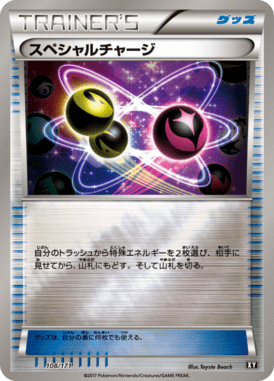 TRAINER'S
グッズ
スペシャルチャージ
自分のトラッシュから特殊エネルギーを2枚選び、相手に
見せてから、山札にもどす。そして山札を切る。
グッズは、自分の番に何枚でも使える。
108/171
Illus. Toyste Beach
XY
©2017 Pokémon/Nintendo/Creatures/GAME FREAK.